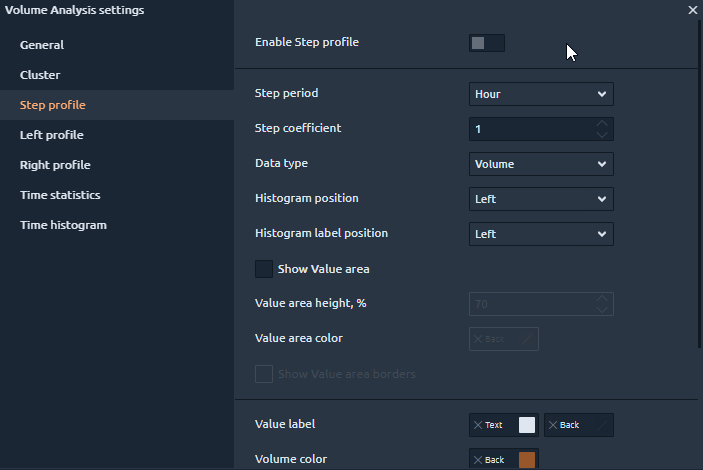 Volume Analysis settings
General
Cluster
Step profile
Left profile
Right profile
Time statistics
Time histogram
Enable Step profile
Step period Hour
Step coefficient 1
Data type Volume
Histogram position Left
Histogram label position Left
Show Value area
Value area height, % 70
Value area color Back
Show Value area borders
Value label Text Back
Volume color Back